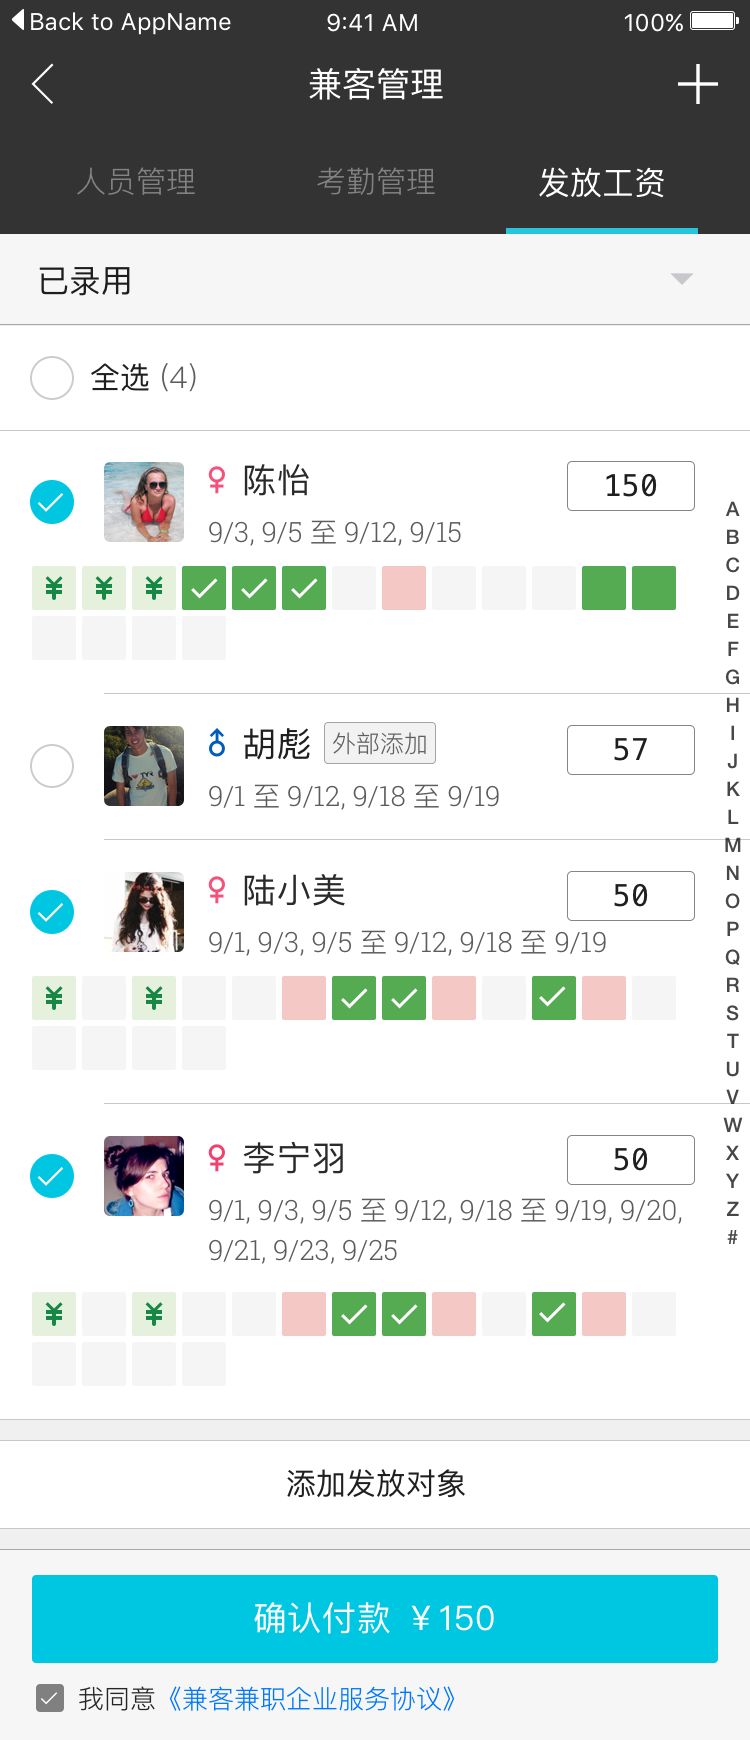 Back to AppName 9:41 AM 100%
兼客管理
人员管理 考勤管理 发放工资
已录用
全选 (4)
陈怡 150
9/3, 9/5 至 9/12, 9/15
¥ ¥ ¥
胡彪 外部添加 57
9/1 至 9/12, 9/18 至 9/19
陆小美 50
9/1, 9/3, 9/5 至 9/12, 9/18 至 9/19
¥ ¥
李宁羽 50
9/1, 9/3, 9/5 至 9/12, 9/18 至 9/19, 9/20,
9/21, 9/23, 9/25
¥ ¥
A
B
C
D
E
F
G
H
I
J
K
L
M
N
O
P
Q
R
S
T
U
V
W
X
Y
Z
#
添加发放对象
确认付款 ¥150
我同意《兼客兼职企业服务协议》